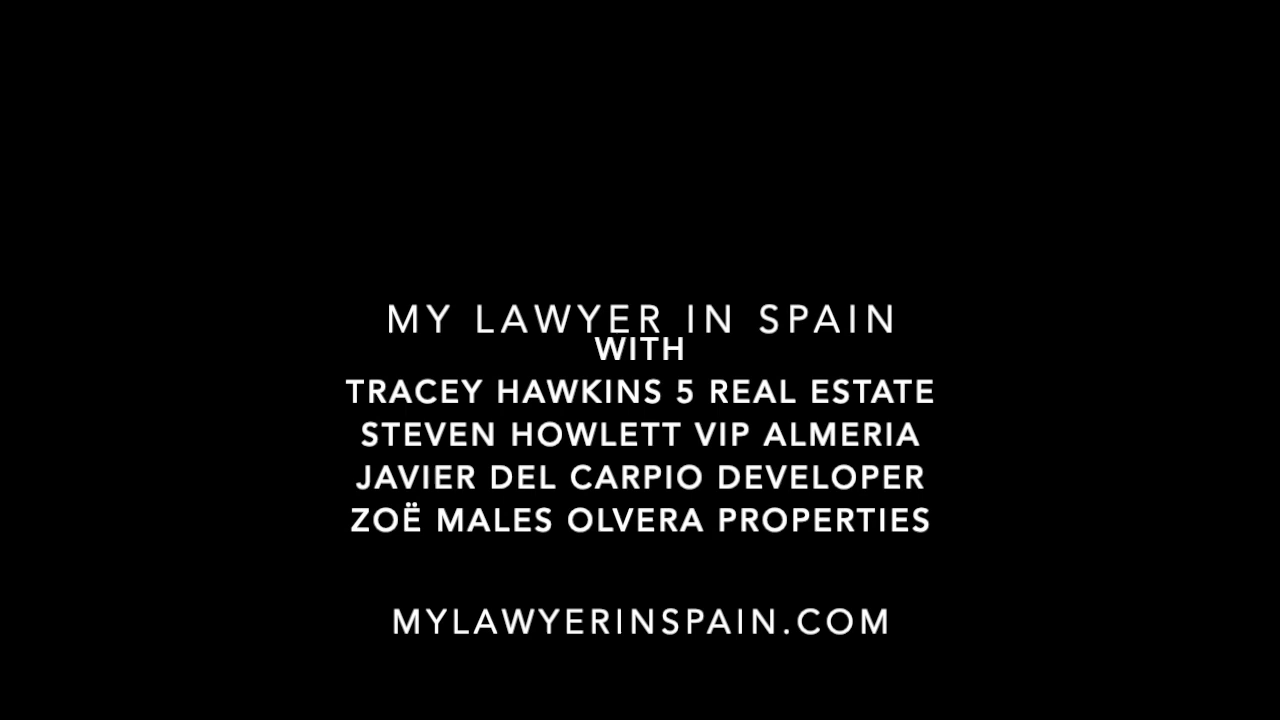 MY LAWYER IN SPAIN
WITH
TRACEY HAWKINS 5 REAL ESTATE
STEVEN HOWLETT VIP ALMERIA
JAVIER DEL CARPIO DEVELOPER
ZOË MALES OLVERA PROPERTIES
MYLAWYERINSPAIN.COM